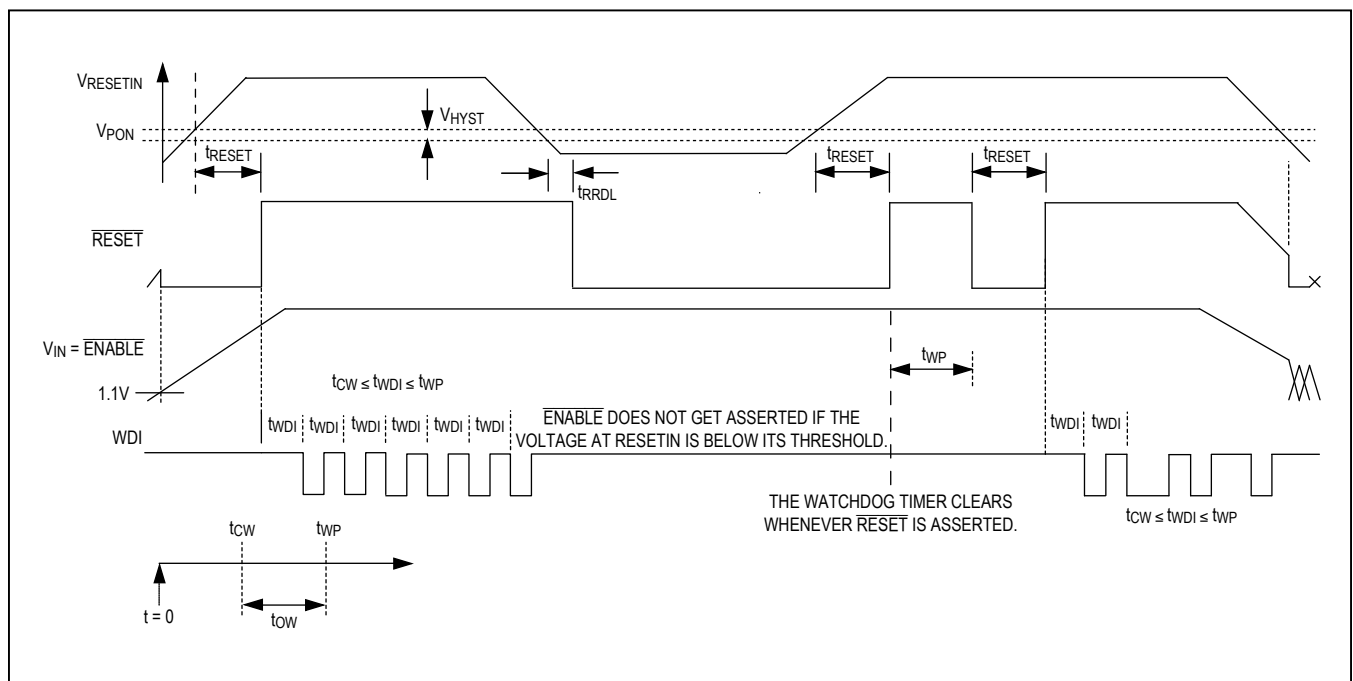 VRESETIN
VPON
VHYST
tRESET
tRRDL
tRESET
tRESET
RESET
VIN = ENABLE
1.1V
tCW ≤ tWDI ≤ tWP
tWP
tWDI tWDI tWDI tWDI tWDI tWDI
ENABLE DOES NOT GET ASSERTED IF THE
VOLTAGE AT RESETIN IS BELOW ITS THRESHOLD.
tWDI tWDI
WDI
THE WATCHDOG TIMER CLEARS
WHENEVER RESET IS ASSERTED.
tCW ≤ tWDI ≤ tWP
tCW
tWP
t = 0
tOW